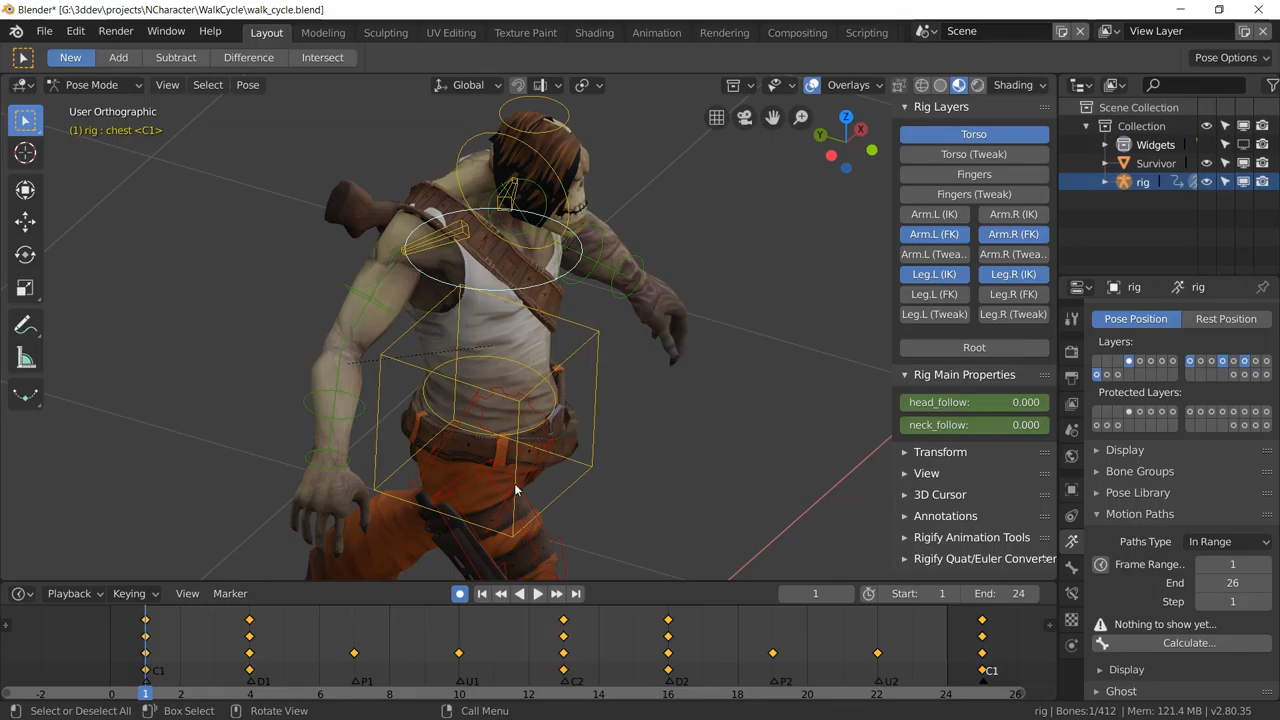 Blender* [G:\3ddev\projects\NCharacter\WalkCycle\walk_cycle.blend]
File Edit Render Window Help Layout Modeling Sculpting UV Editing Texture Paint Shading Animation Rendering Compositing Scripting Scene View Layer
New Add Subtract Difference Intersect Pose Options
Pose Mode View Select Pose Global Overlays Shading
User Orthographic
(1) rig : chest <C1>
Z
Y
X
Rig Layers
Torso
Torso (Tweak)
Fingers
Fingers (Tweak)
Arm.L (IK) Arm.R (IK)
Arm.L (FK) Arm.R (FK)
Arm.L (Twea.. Arm.R (Twea..
Leg.L (IK) Leg.R (IK)
Leg.L (FK) Leg.R (FK)
Leg.L (Tweak) Leg.R (Tweak)
Root
Rig Main Properties
head_follow: 0.000
neck_follow: 0.000
Transform
View
3D Cursor
Annotations
Rigify Animation Tools
Rigify Quat/Euler Converter
Scene Collection
Collection
Widgets
Survivor
rig
rig rig
Pose Position Rest Position
Layers:
Protected Layers:
Display
Bone Groups
Pose Library
Motion Paths
Paths Type In Range
Frame Range.. 1
End 26
Step 1
Nothing to show yet...
Calculate...
Display
Ghost
Playback Keying View Marker 1 Start: 1 End: 24
C1 D1 P1 U1 C2 D2 P2 U2 C1
-2 0 1 2 4 6 8 10 12 14 16 18 20 22 24 26
Select or Deselect All Box Select Rotate View Call Menu rig | Bones:1/412 | Mem: 121.4 MB | v2.80.35